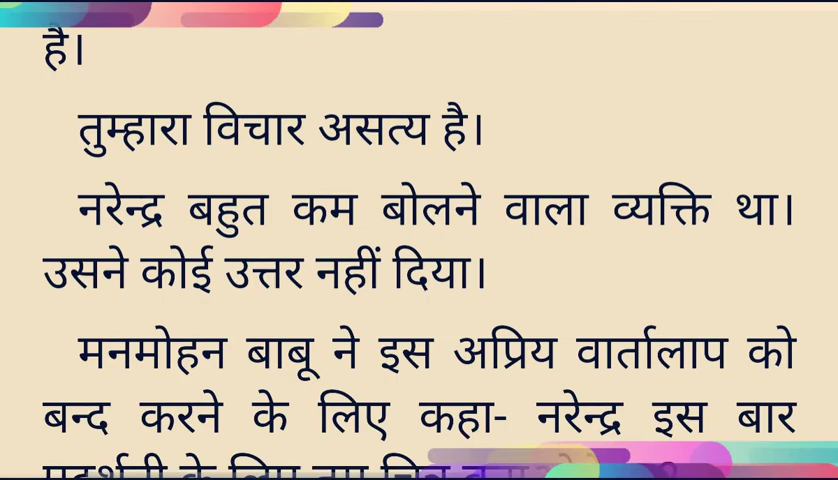 है।
तुम्हारा विचार असत्य है।
नरेन्द्र बहुत कम बोलने वाला व्यक्ति था।
उसने कोई उत्तर नहीं दिया।
मनमोहन बाबू ने इस अप्रिय वार्तालाप को
बन्द करने के लिए कहा- नरेन्द्र इस बार
के लिए तुम चित्र